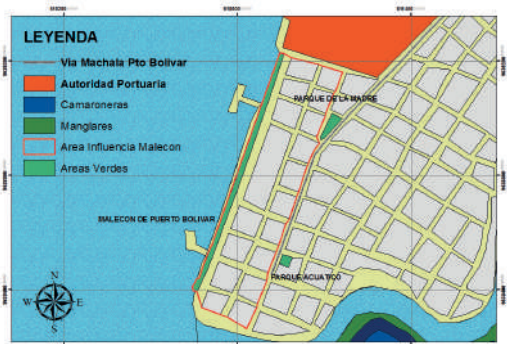 LEYENDA
Via Machala Pto Bolivar
Autoridad Portuaria
Camaroneras
Manglares
Area Influencia Malecon
Areas Verdes
PARQUE DE LA MADRE
MALECON DE PUERTO BOLIVAR
PARQUE ACUATICO
N
W
E
S